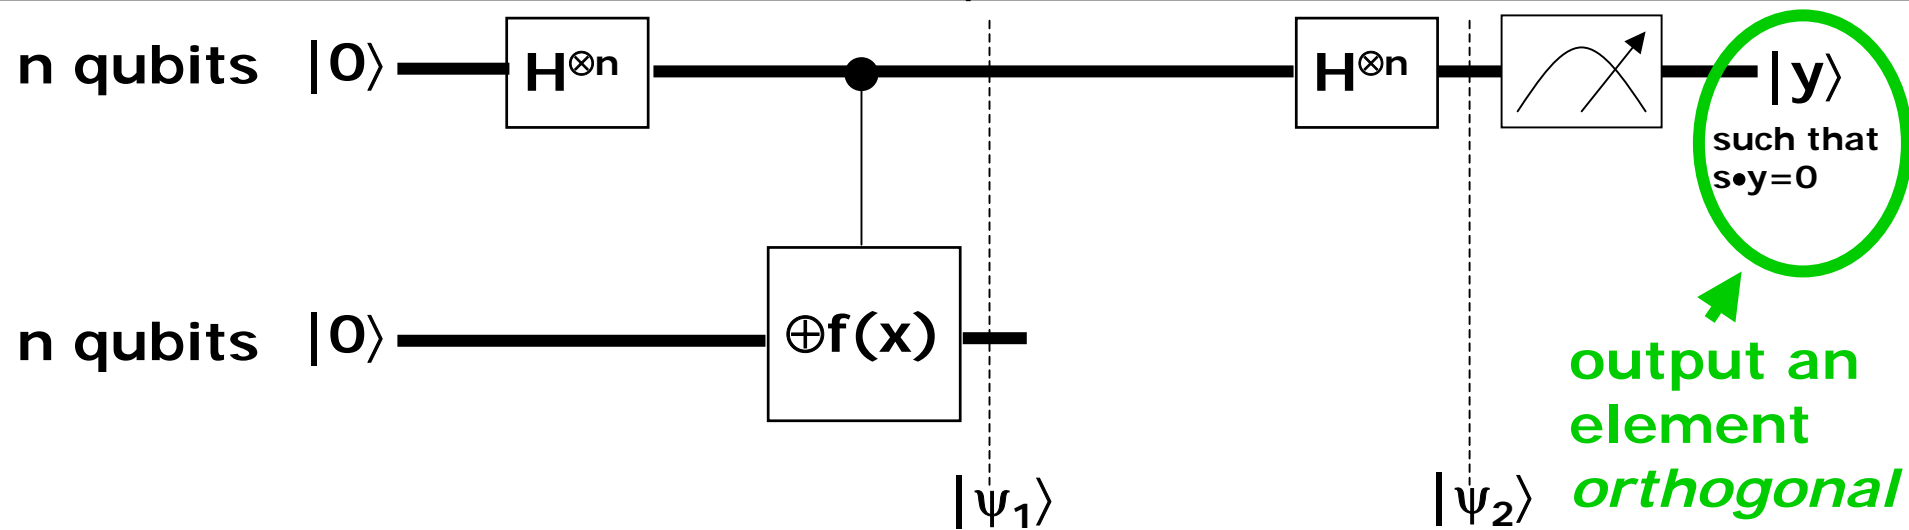 n qubits |0⟩ H⊗n H⊗n |y⟩
such that
s•y=0
n qubits |0⟩ ⊕f(x)
output an
element
orthogonal
|ψ1⟩ |ψ2⟩